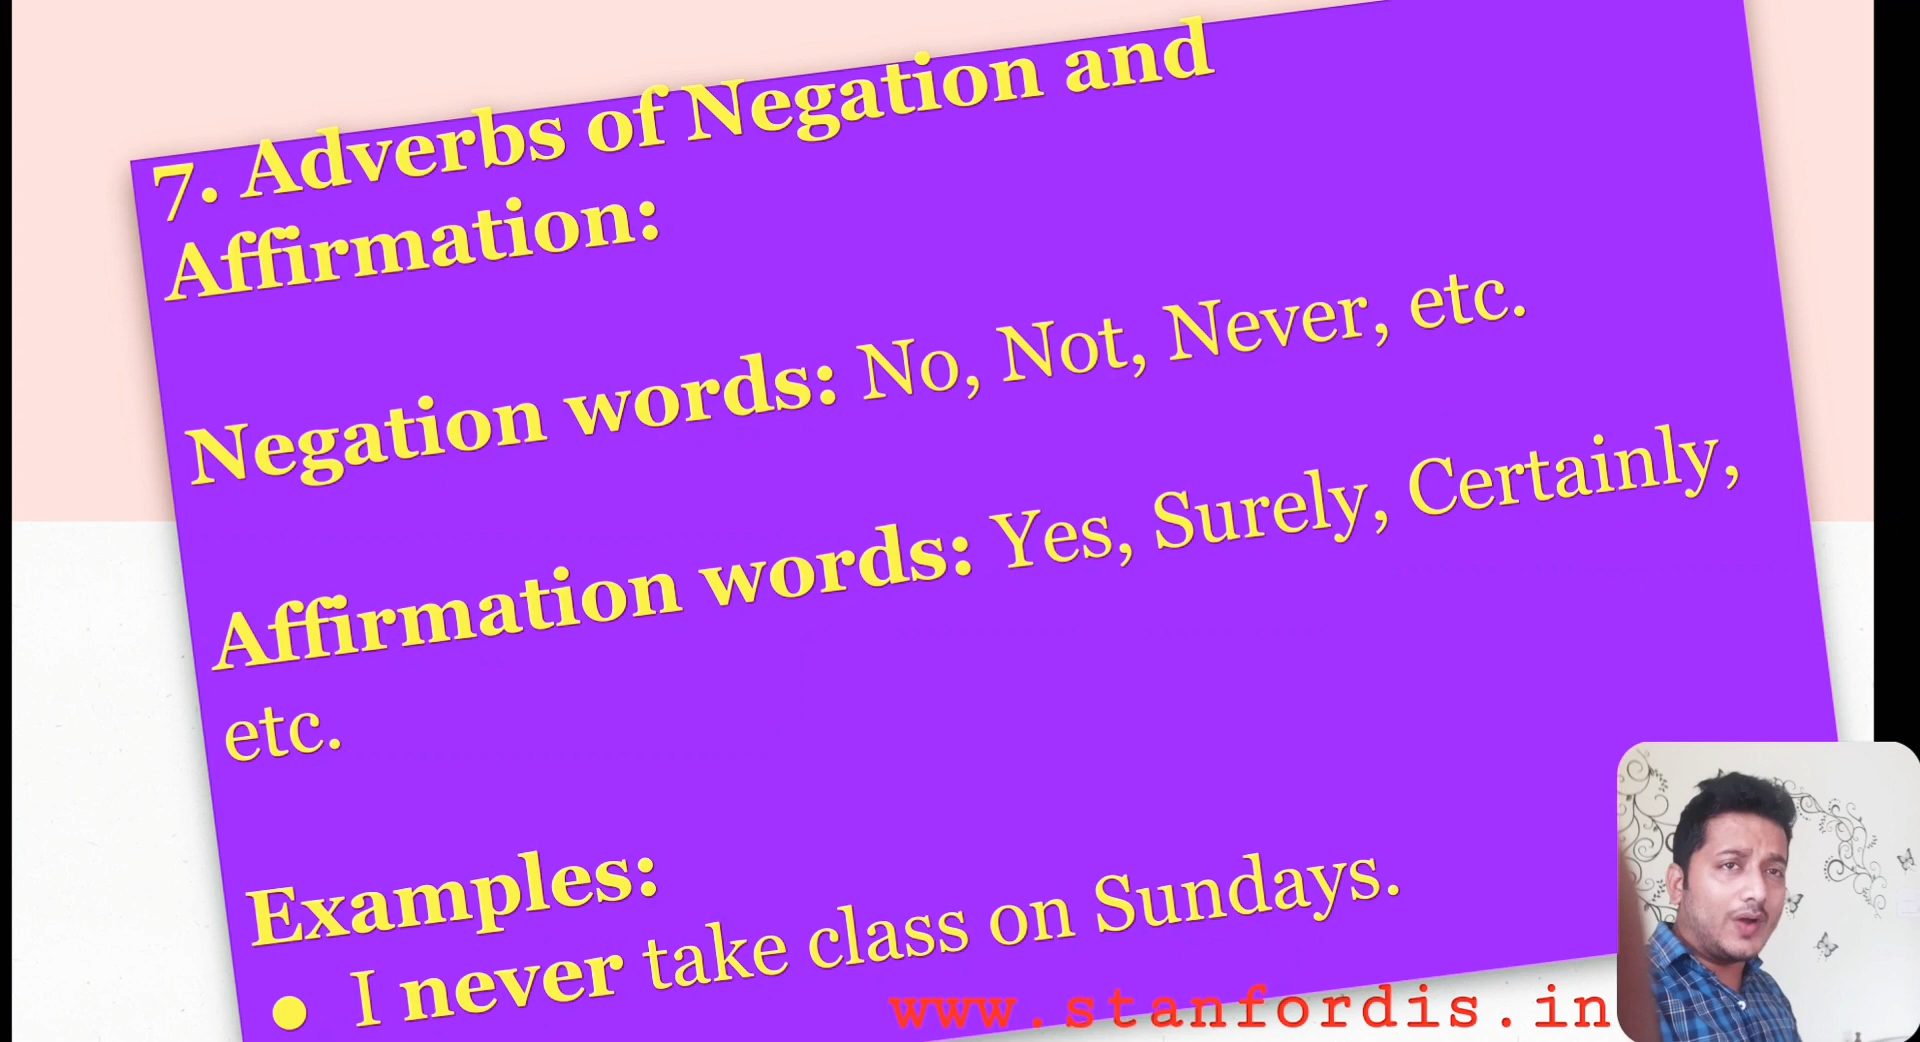 7. Adverbs of Negation and
Affirmation:
Negation words: No, Not, Never, etc.
Affirmation words: Yes, Surely, Certainly,
etc.
Examples:
● I never take class on Sundays.
www.stanfordis.in